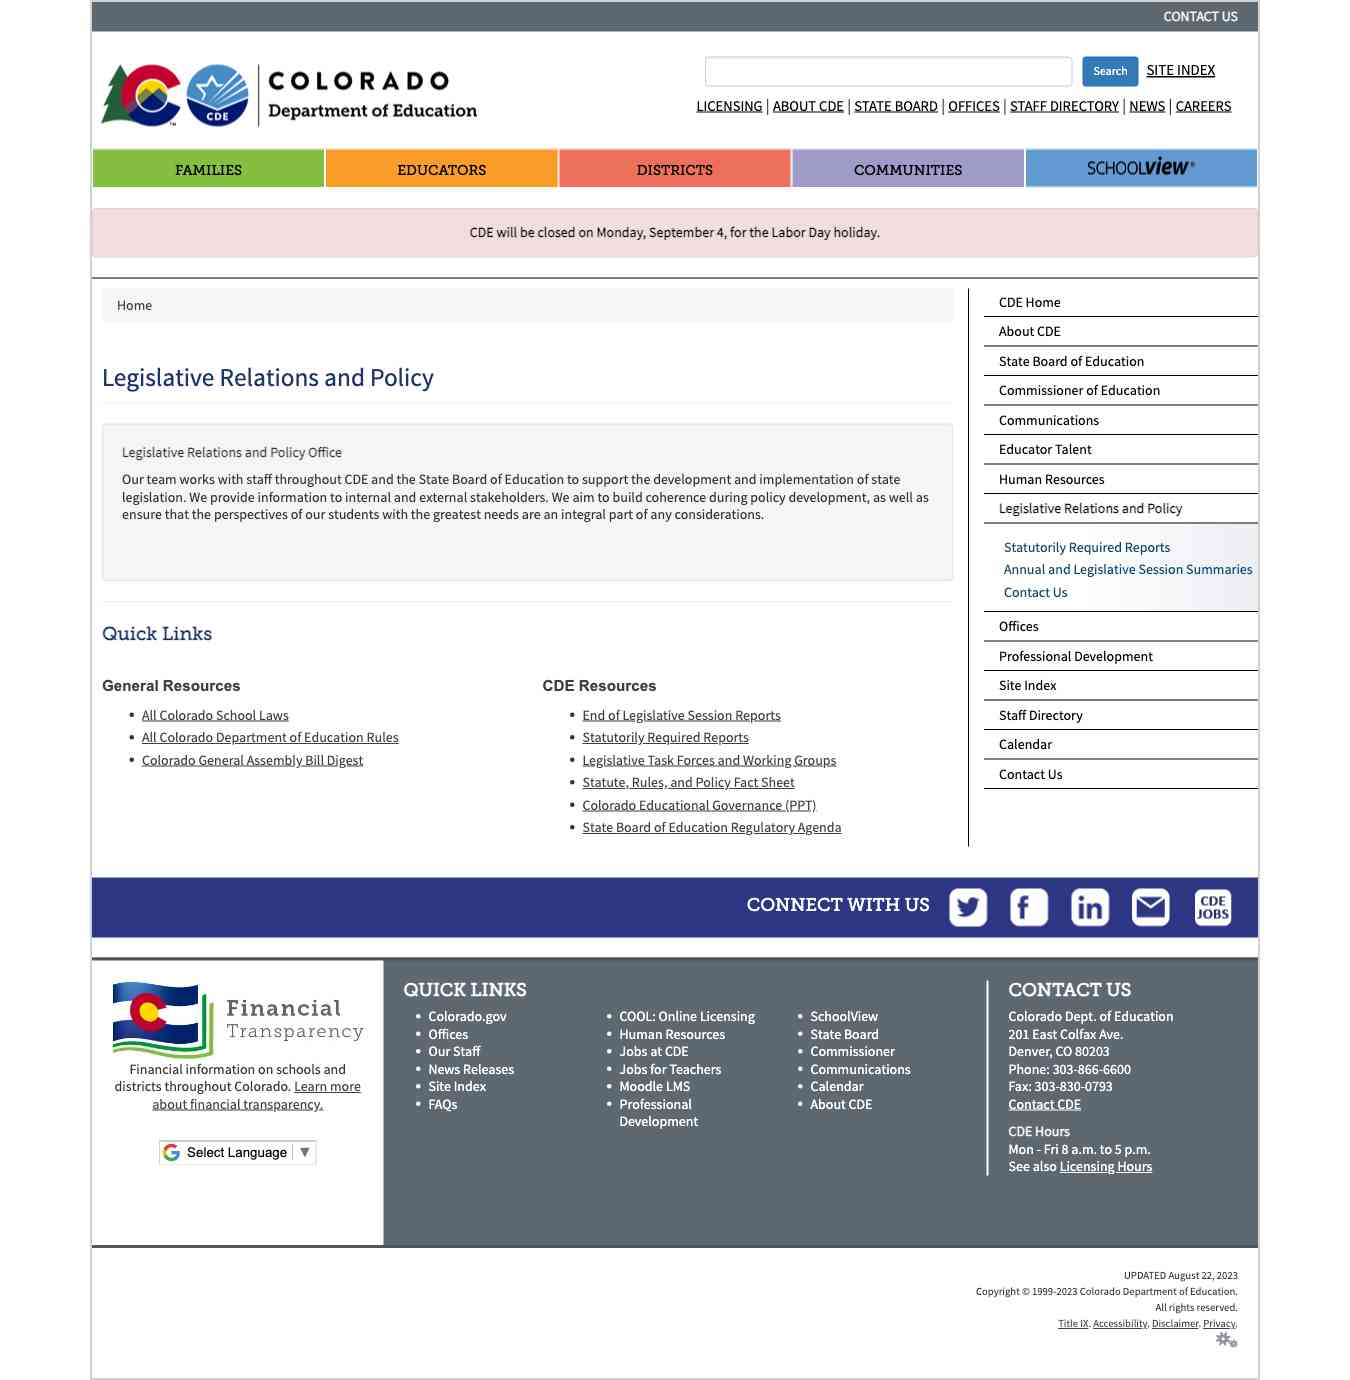 CONTACT US
COLORADO
Department of Education
CDE
TM
Search
SITE INDEX
LICENSING | ABOUT CDE | STATE BOARD | OFFICES | STAFF DIRECTORY | NEWS | CAREERS
FAMILIES
EDUCATORS
DISTRICTS
COMMUNITIES
SCHOOLview®
CDE will be closed on Monday, September 4, for the Labor Day holiday.
Home
Legislative Relations and Policy
Legislative Relations and Policy Office
Our team works with staff throughout CDE and the State Board of Education to support the development and implementation of state
legislation. We provide information to internal and external stakeholders. We aim to build coherence during policy development, as well as
ensure that the perspectives of our students with the greatest needs are an integral part of any considerations.
Quick Links
General Resources
• All Colorado School Laws
• All Colorado Department of Education Rules
• Colorado General Assembly Bill Digest
CDE Resources
• End of Legislative Session Reports
• Statutorily Required Reports
• Legislative Task Forces and Working Groups
• Statute, Rules, and Policy Fact Sheet
• Colorado Educational Governance (PPT)
• State Board of Education Regulatory Agenda
CDE Home
About CDE
State Board of Education
Commissioner of Education
Communications
Educator Talent
Human Resources
Legislative Relations and Policy
Statutorily Required Reports
Annual and Legislative Session Summaries
Contact Us
Offices
Professional Development
Site Index
Staff Directory
Calendar
Contact Us
CONNECT WITH US
CDE
JOBS
Financial
Transparency
Financial information on schools and
districts throughout Colorado. Learn more
about financial transparency.
Select Language ▼
QUICK LINKS
• Colorado.gov
• Offices
• Our Staff
• News Releases
• Site Index
• FAQs
• COOL: Online Licensing
• Human Resources
• Jobs at CDE
• Jobs for Teachers
• Moodle LMS
• Professional
Development
• SchoolView
• State Board
• Commissioner
• Communications
• Calendar
• About CDE
CONTACT US
Colorado Dept. of Education
201 East Colfax Ave.
Denver, CO 80203
Phone: 303-866-6600
Fax: 303-830-0793
Contact CDE
CDE Hours
Mon - Fri 8 a.m. to 5 p.m.
See also Licensing Hours
UPDATED August 22, 2023
Copyright © 1999-2023 Colorado Department of Education.
All rights reserved.
Title IX. Accessibility. Disclaimer. Privacy.